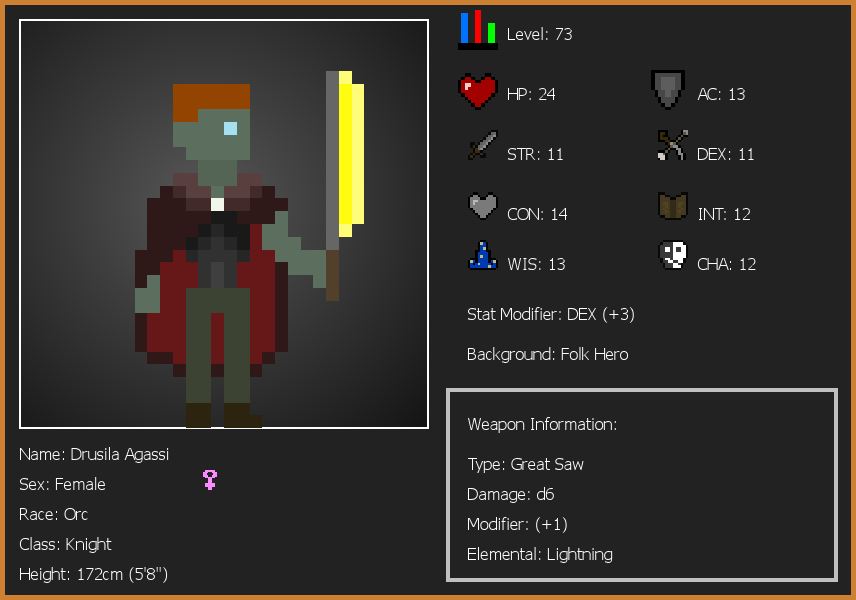 Level: 73
HP: 24
AC: 13
STR: 11
DEX: 11
CON: 14
INT: 12
WIS: 13
CHA: 12
Stat Modifier: DEX (+3)
Background: Folk Hero
Weapon Information:
Type: Great Saw
Damage: d6
Modifier: (+1)
Elemental: Lightning
Name: Drusila Agassi
Sex: Female
Race: Orc
Class: Knight
Height: 172cm (5'8")